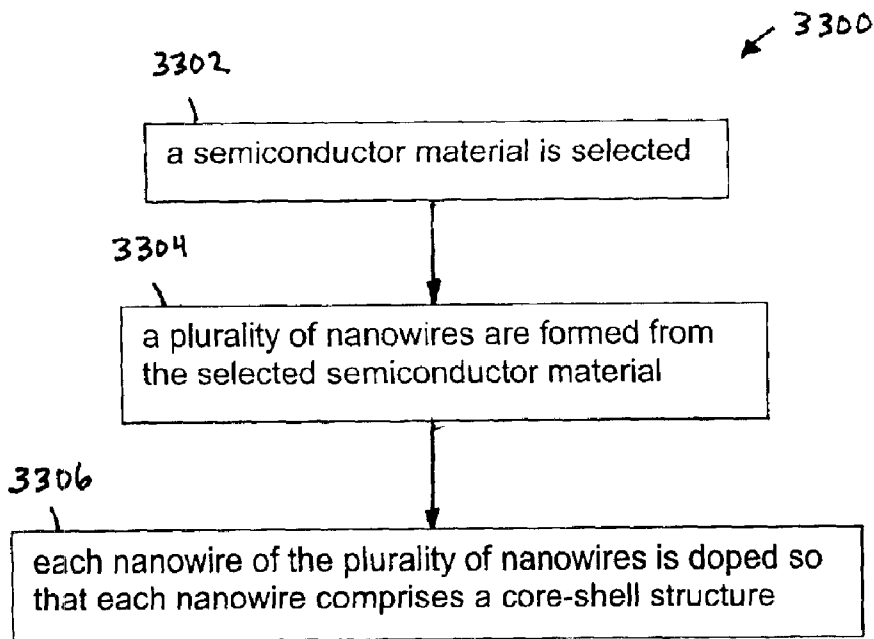 3300
3302
a semiconductor material is selected
3304
a plurality of nanowires are formed from
the selected semiconductor material
3306
each nanowire of the plurality of nanowires is doped so
that each nanowire comprises a core-shell structure